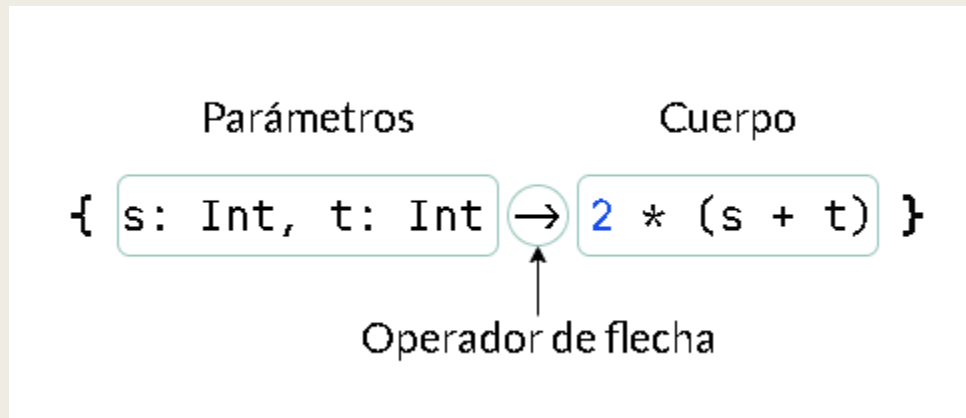 Parámetros Cuerpo
{ s: Int, t: Int → 2 * (s + t) }
Operador de flecha